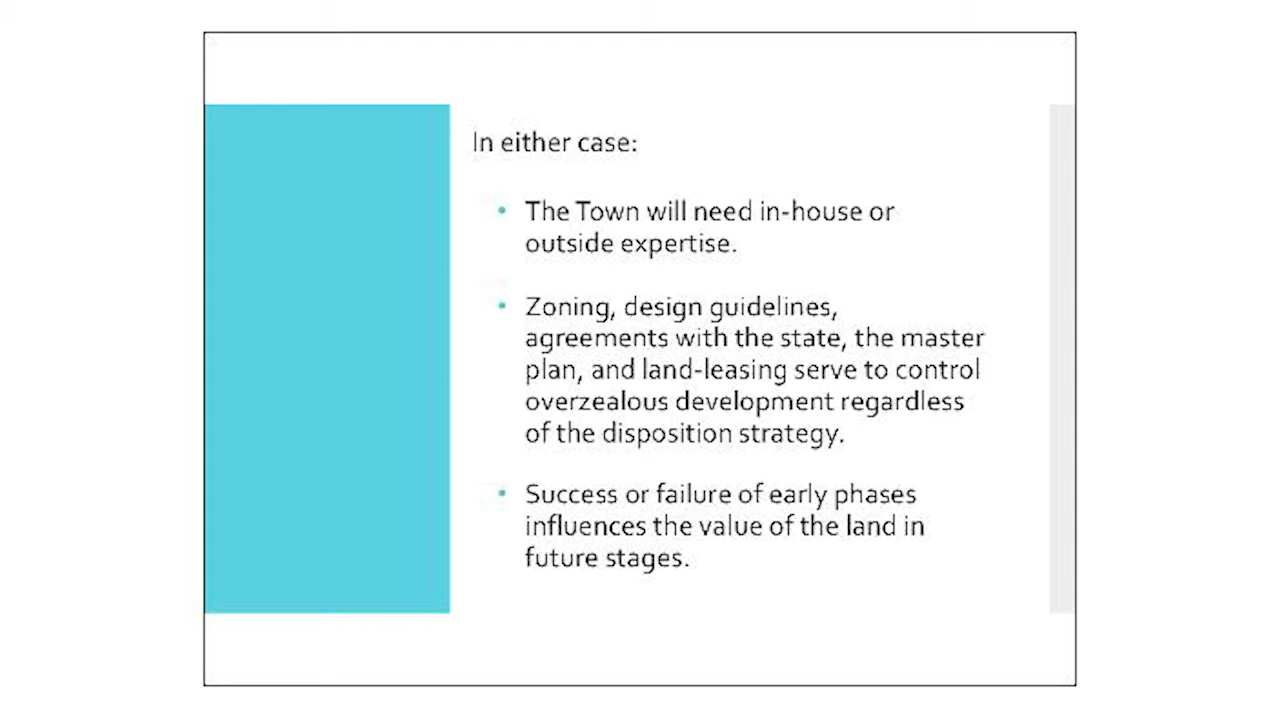 In either case:
• The Town will need in-house or
outside expertise.
• Zoning, design guidelines,
agreements with the state, the master
plan, and land-leasing serve to control
overzealous development regardless
of the disposition strategy.
• Success or failure of early phases
influences the value of the land in
future stages.